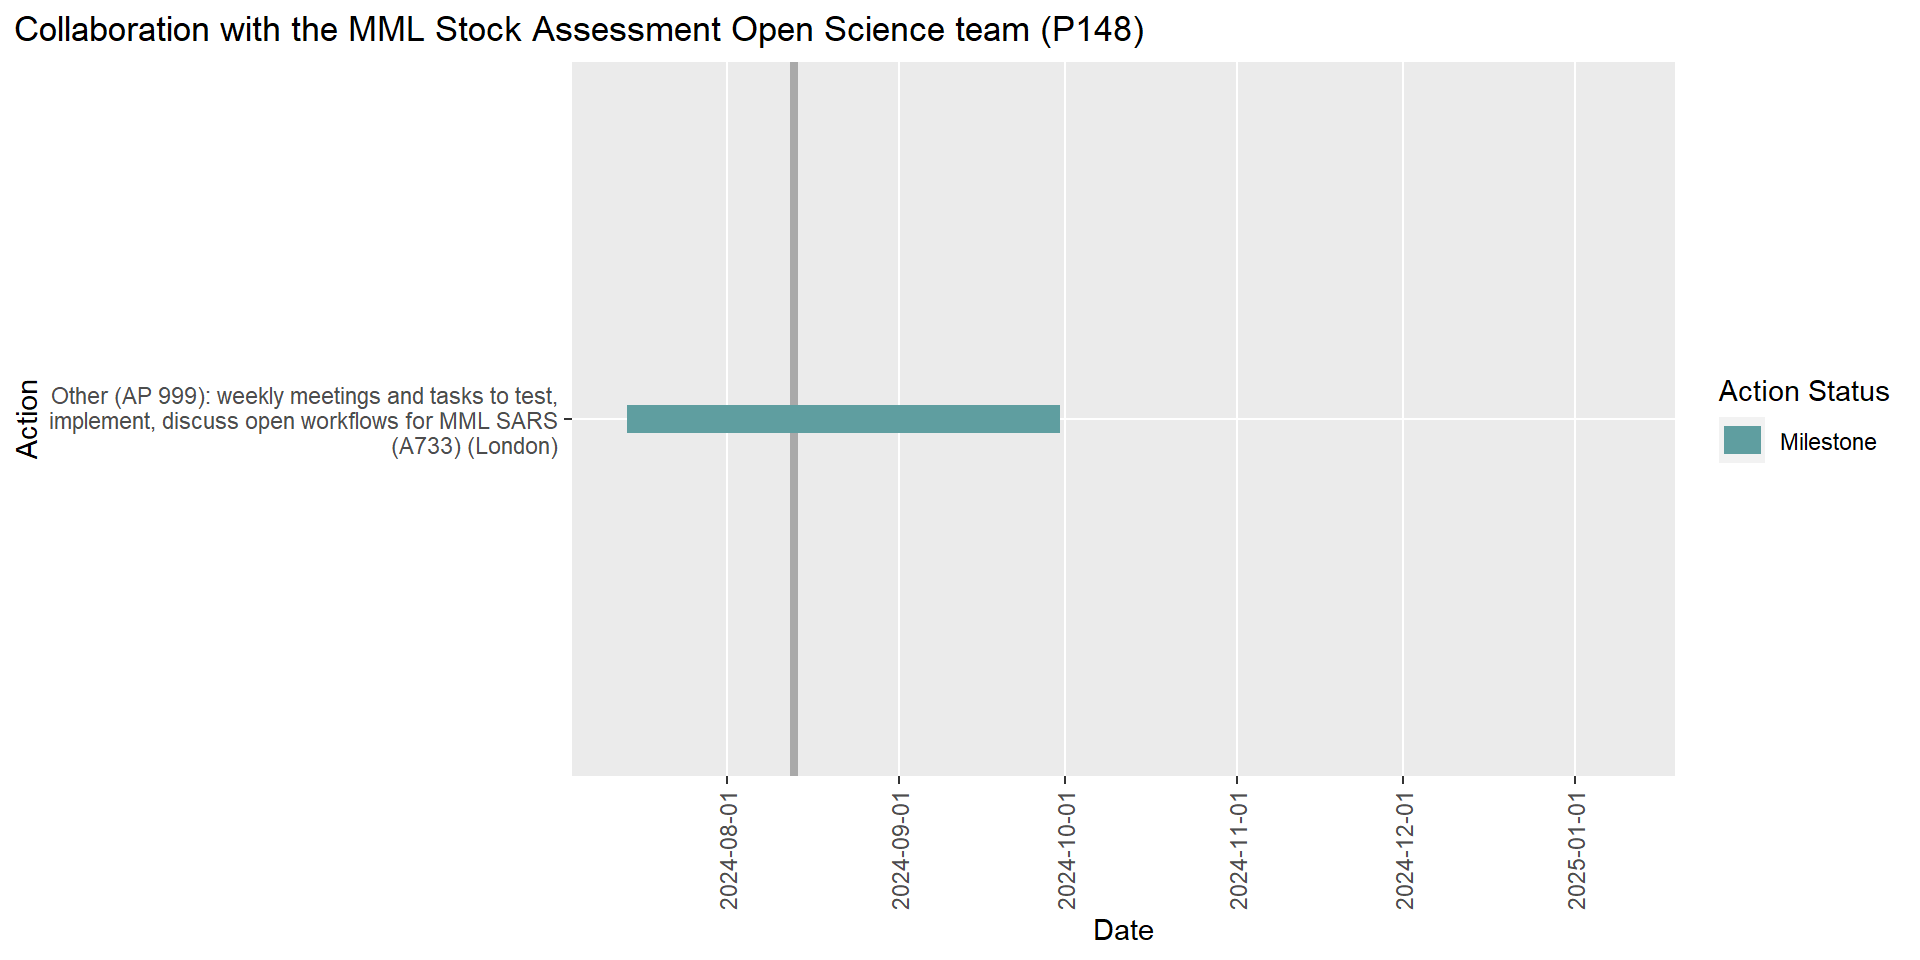 Collaboration with the MML Stock Assessment Open Science team (P148)
Action
Other (AP 999): weekly meetings and tasks to test,
implement, discuss open workflows for MML SARS
(A733) (London)
Action Status
Milestone
2024-08-01
2024-09-01
2024-10-01
2024-11-01
2024-12-01
2025-01-01
Date